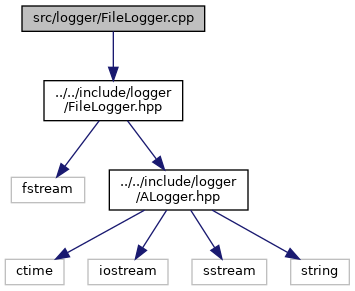 src/logger/FileLogger.cpp
../../include/logger
/FileLogger.hpp
fstream
../../include/logger
/ALogger.hpp
ctime
iostream
sstream
string